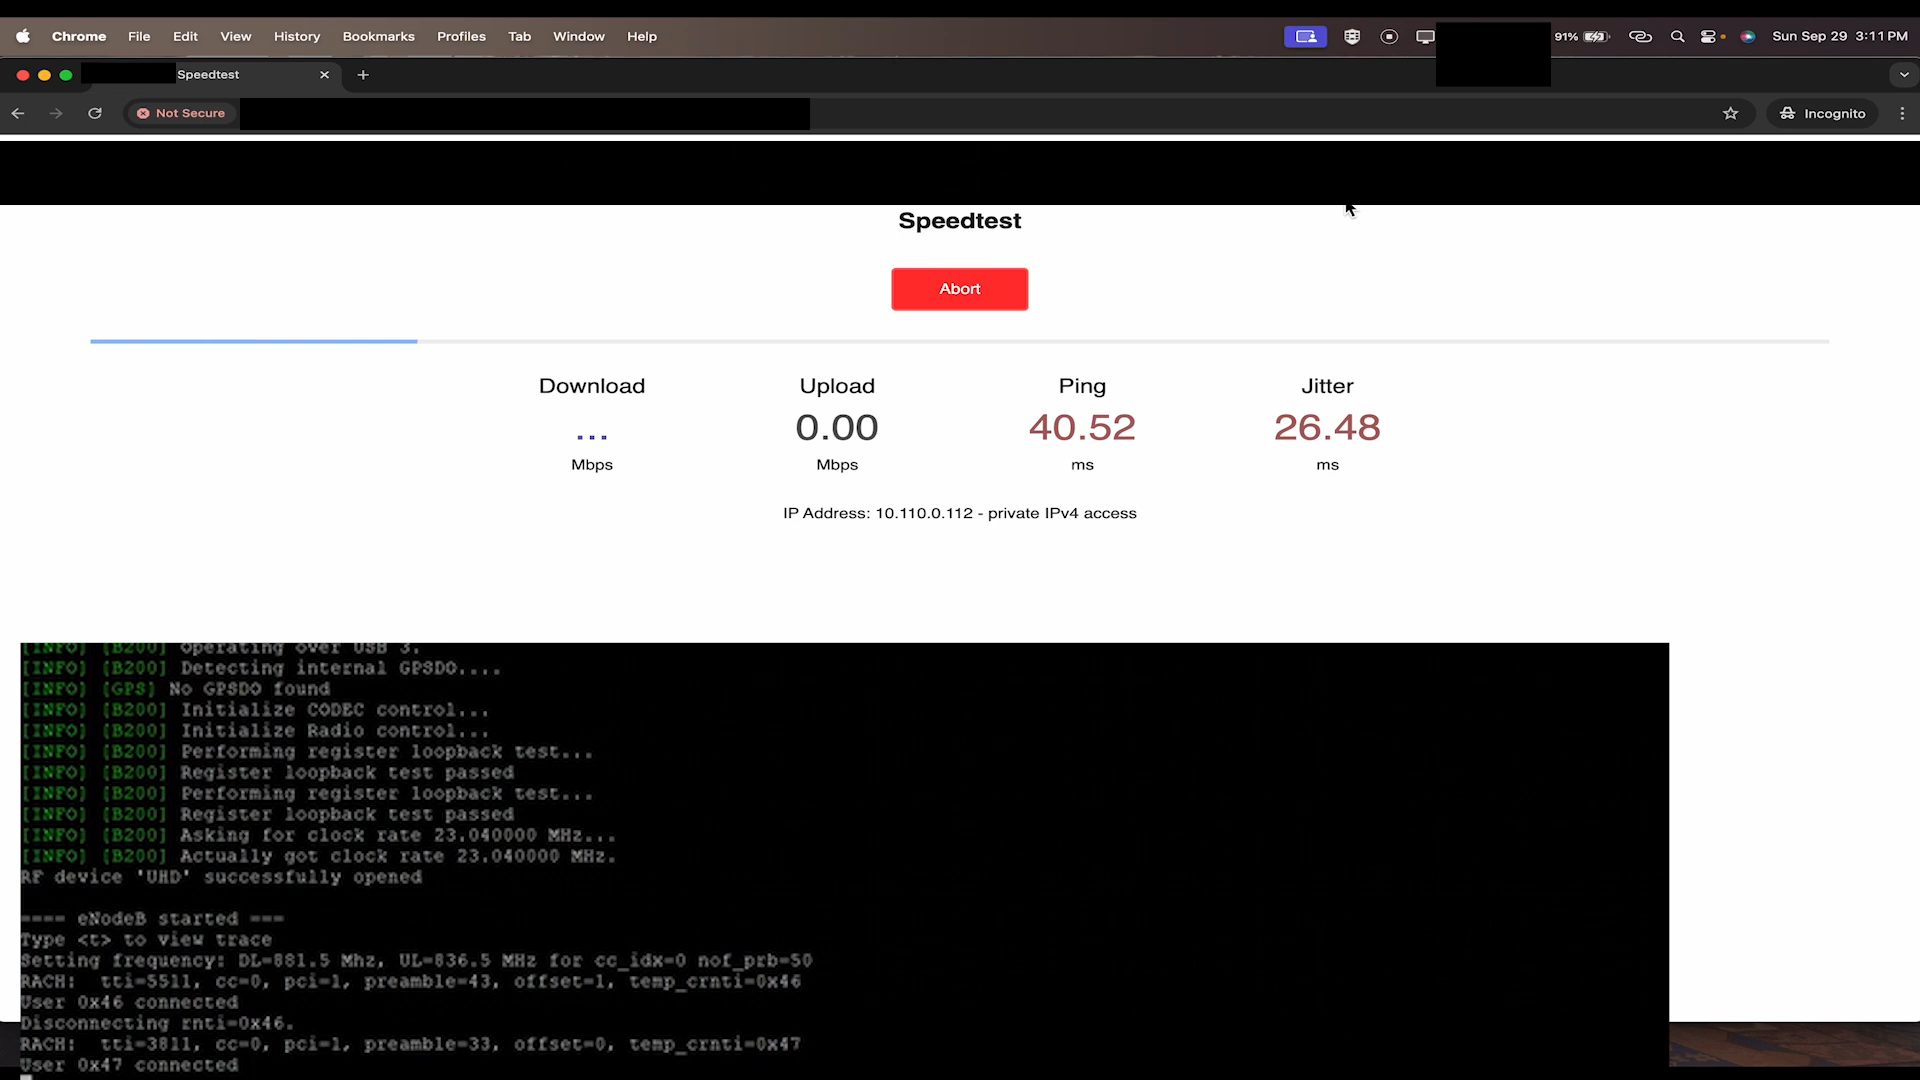 Chrome File Edit View History Bookmarks Profiles Tab Window Help 91% Sun Sep 29 3:11 PM
Speedtest
Not Secure Incognito
Speedtest
Abort
Download Upload Ping Jitter
... 0.00 40.52 26.48
Mbps Mbps ms ms
IP Address: 10.110.0.112 - private IPv4 access
[INFO] [B200] Operating over USB 3.
[INFO] [B200] Detecting internal GPSDO....
[INFO] [GPS] No GPSDO found
[INFO] [B200] Initialize CODEC control...
[INFO] [B200] Initialize Radio control...
[INFO] [B200] Performing register loopback test...
[INFO] [B200] Register loopback test passed
[INFO] [B200] Performing register loopback test...
[INFO] [B200] Register loopback test passed
[INFO] [B200] Asking for clock rate 23.040000 MHz...
[INFO] [B200] Actually got clock rate 23.040000 MHz.
RF device 'UHD' successfully opened
==== eNodeB started ===
Type <t> to view trace
Setting frequency: DL=881.5 Mhz, UL=836.5 MHz for cc_idx=0 nof_prb=50
RACH: tti=5511, cc=0, pci=1, preamble=43, offset=1, temp_crnti=0x46
User 0x46 connected
Disconnecting rnti=0x46.
RACH: tti=3811, cc=0, pci=1, preamble=33, offset=0, temp_crnti=0x47
User 0x47 connected